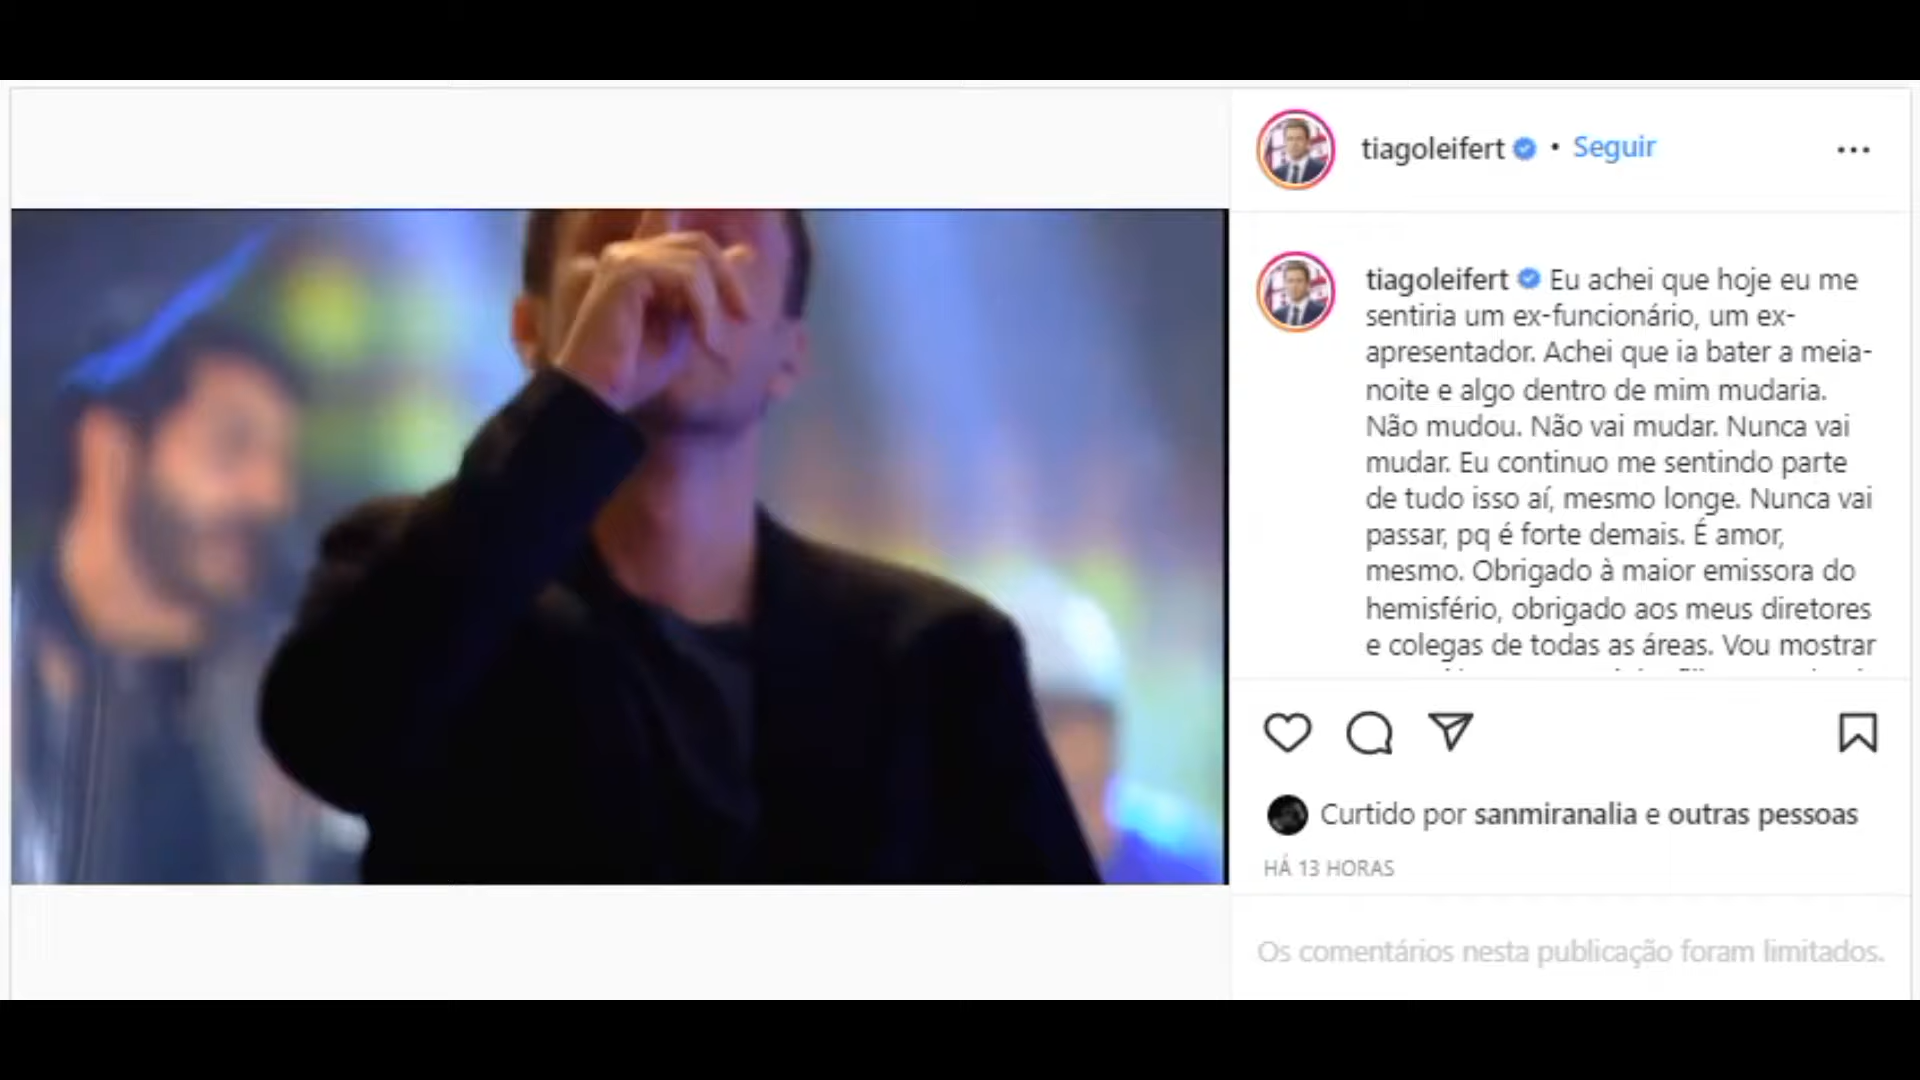 tiagoleifert • Seguir
tiagoleifert Eu achei que hoje eu me
sentiria um ex-funcionário, um ex-
apresentador. Achei que ia bater a meia-
noite e algo dentro de mim mudaria.
Não mudou. Não vai mudar. Nunca vai
mudar. Eu continuo me sentindo parte
de tudo isso aí, mesmo longe. Nunca vai
passar, pq é forte demais. É amor,
mesmo. Obrigado à maior emissora do
hemisfério, obrigado aos meus diretores
e colegas de todas as áreas. Vou mostrar
Curtido por sanmiranalia e outras pessoas
HÁ 13 HORAS
Os comentários nesta publicação foram limitados.